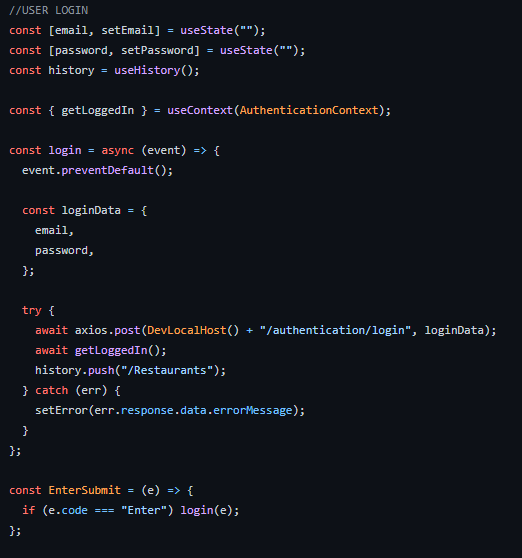 //USER LOGIN
const [email, setEmail] = useState("");
const [password, setPassword] = useState("");
const history = useHistory();

const { getLoggedIn } = useContext(AuthenticationContext);

const login = async (event) => {
  event.preventDefault();

  const loginData = {
    email,
    password,
  };

  try {
    await axios.post(DevLocalHost() + "/authentication/login", loginData);
    await getLoggedIn();
    history.push("/Restaurants");
  } catch (err) {
    setError(err.response.data.errorMessage);
  }
};

const EnterSubmit = (e) => {
  if (e.code === "Enter") login(e);
};